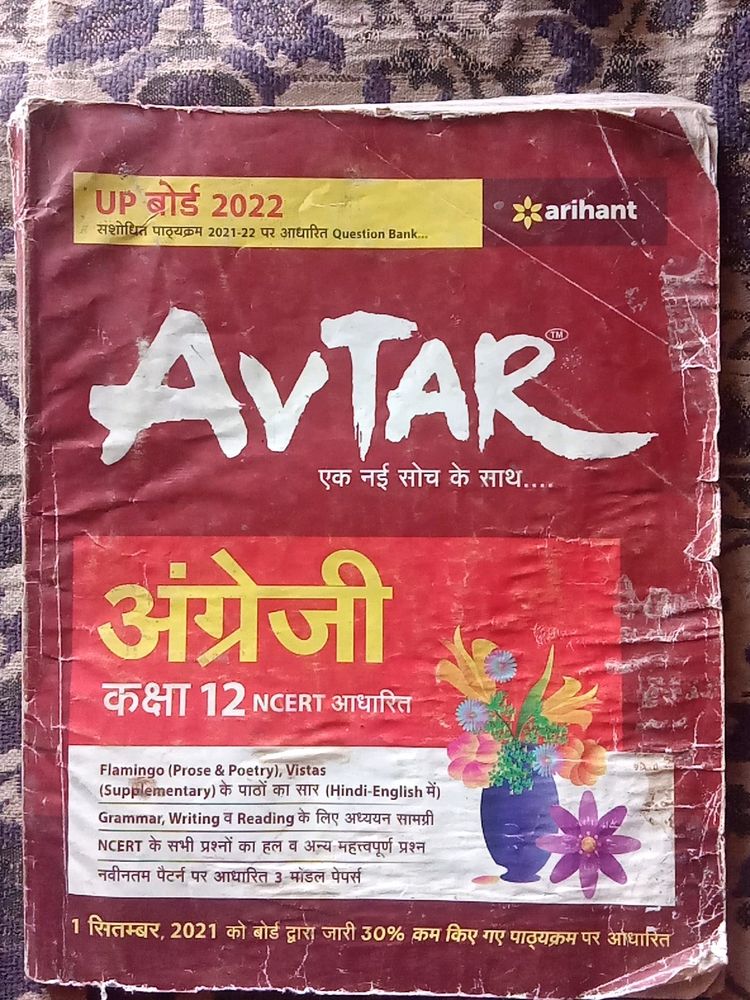 UP बोर्ड 2022
संशोधित पाठ्यक्रम 2021-22 पर आधारित Question Bank...
arihant
AVTAR TM
एक नई सोच के साथ....
अंग्रेजी
कक्षा 12 NCERT आधारित
Flamingo (Prose & Poetry), Vistas
(Supplementary) के पाठों का सार (Hindi-English में)
Grammar, Writing व Reading के लिए अध्ययन सामग्री
NCERT के सभी प्रश्नों का हल व अन्य महत्त्वपूर्ण प्रश्न
नवीनतम पैटर्न पर आधारित 3 मॉडल पेपर्स
1 सितम्बर, 2021 को बोर्ड द्वारा जारी 30% कम किए गए पाठ्यक्रम पर आधारित